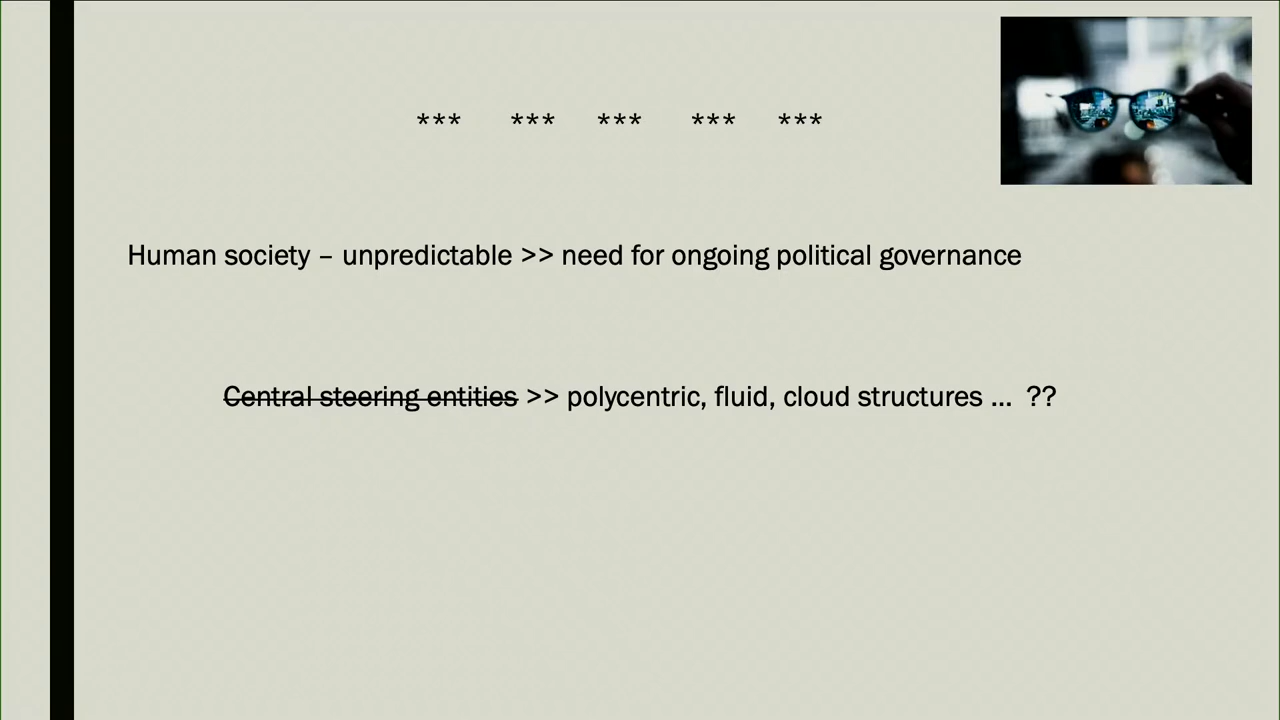 *** *** *** *** ***
Human society – unpredictable >> need for ongoing political governance
Central steering entities >> polycentric, fluid, cloud structures ... ??